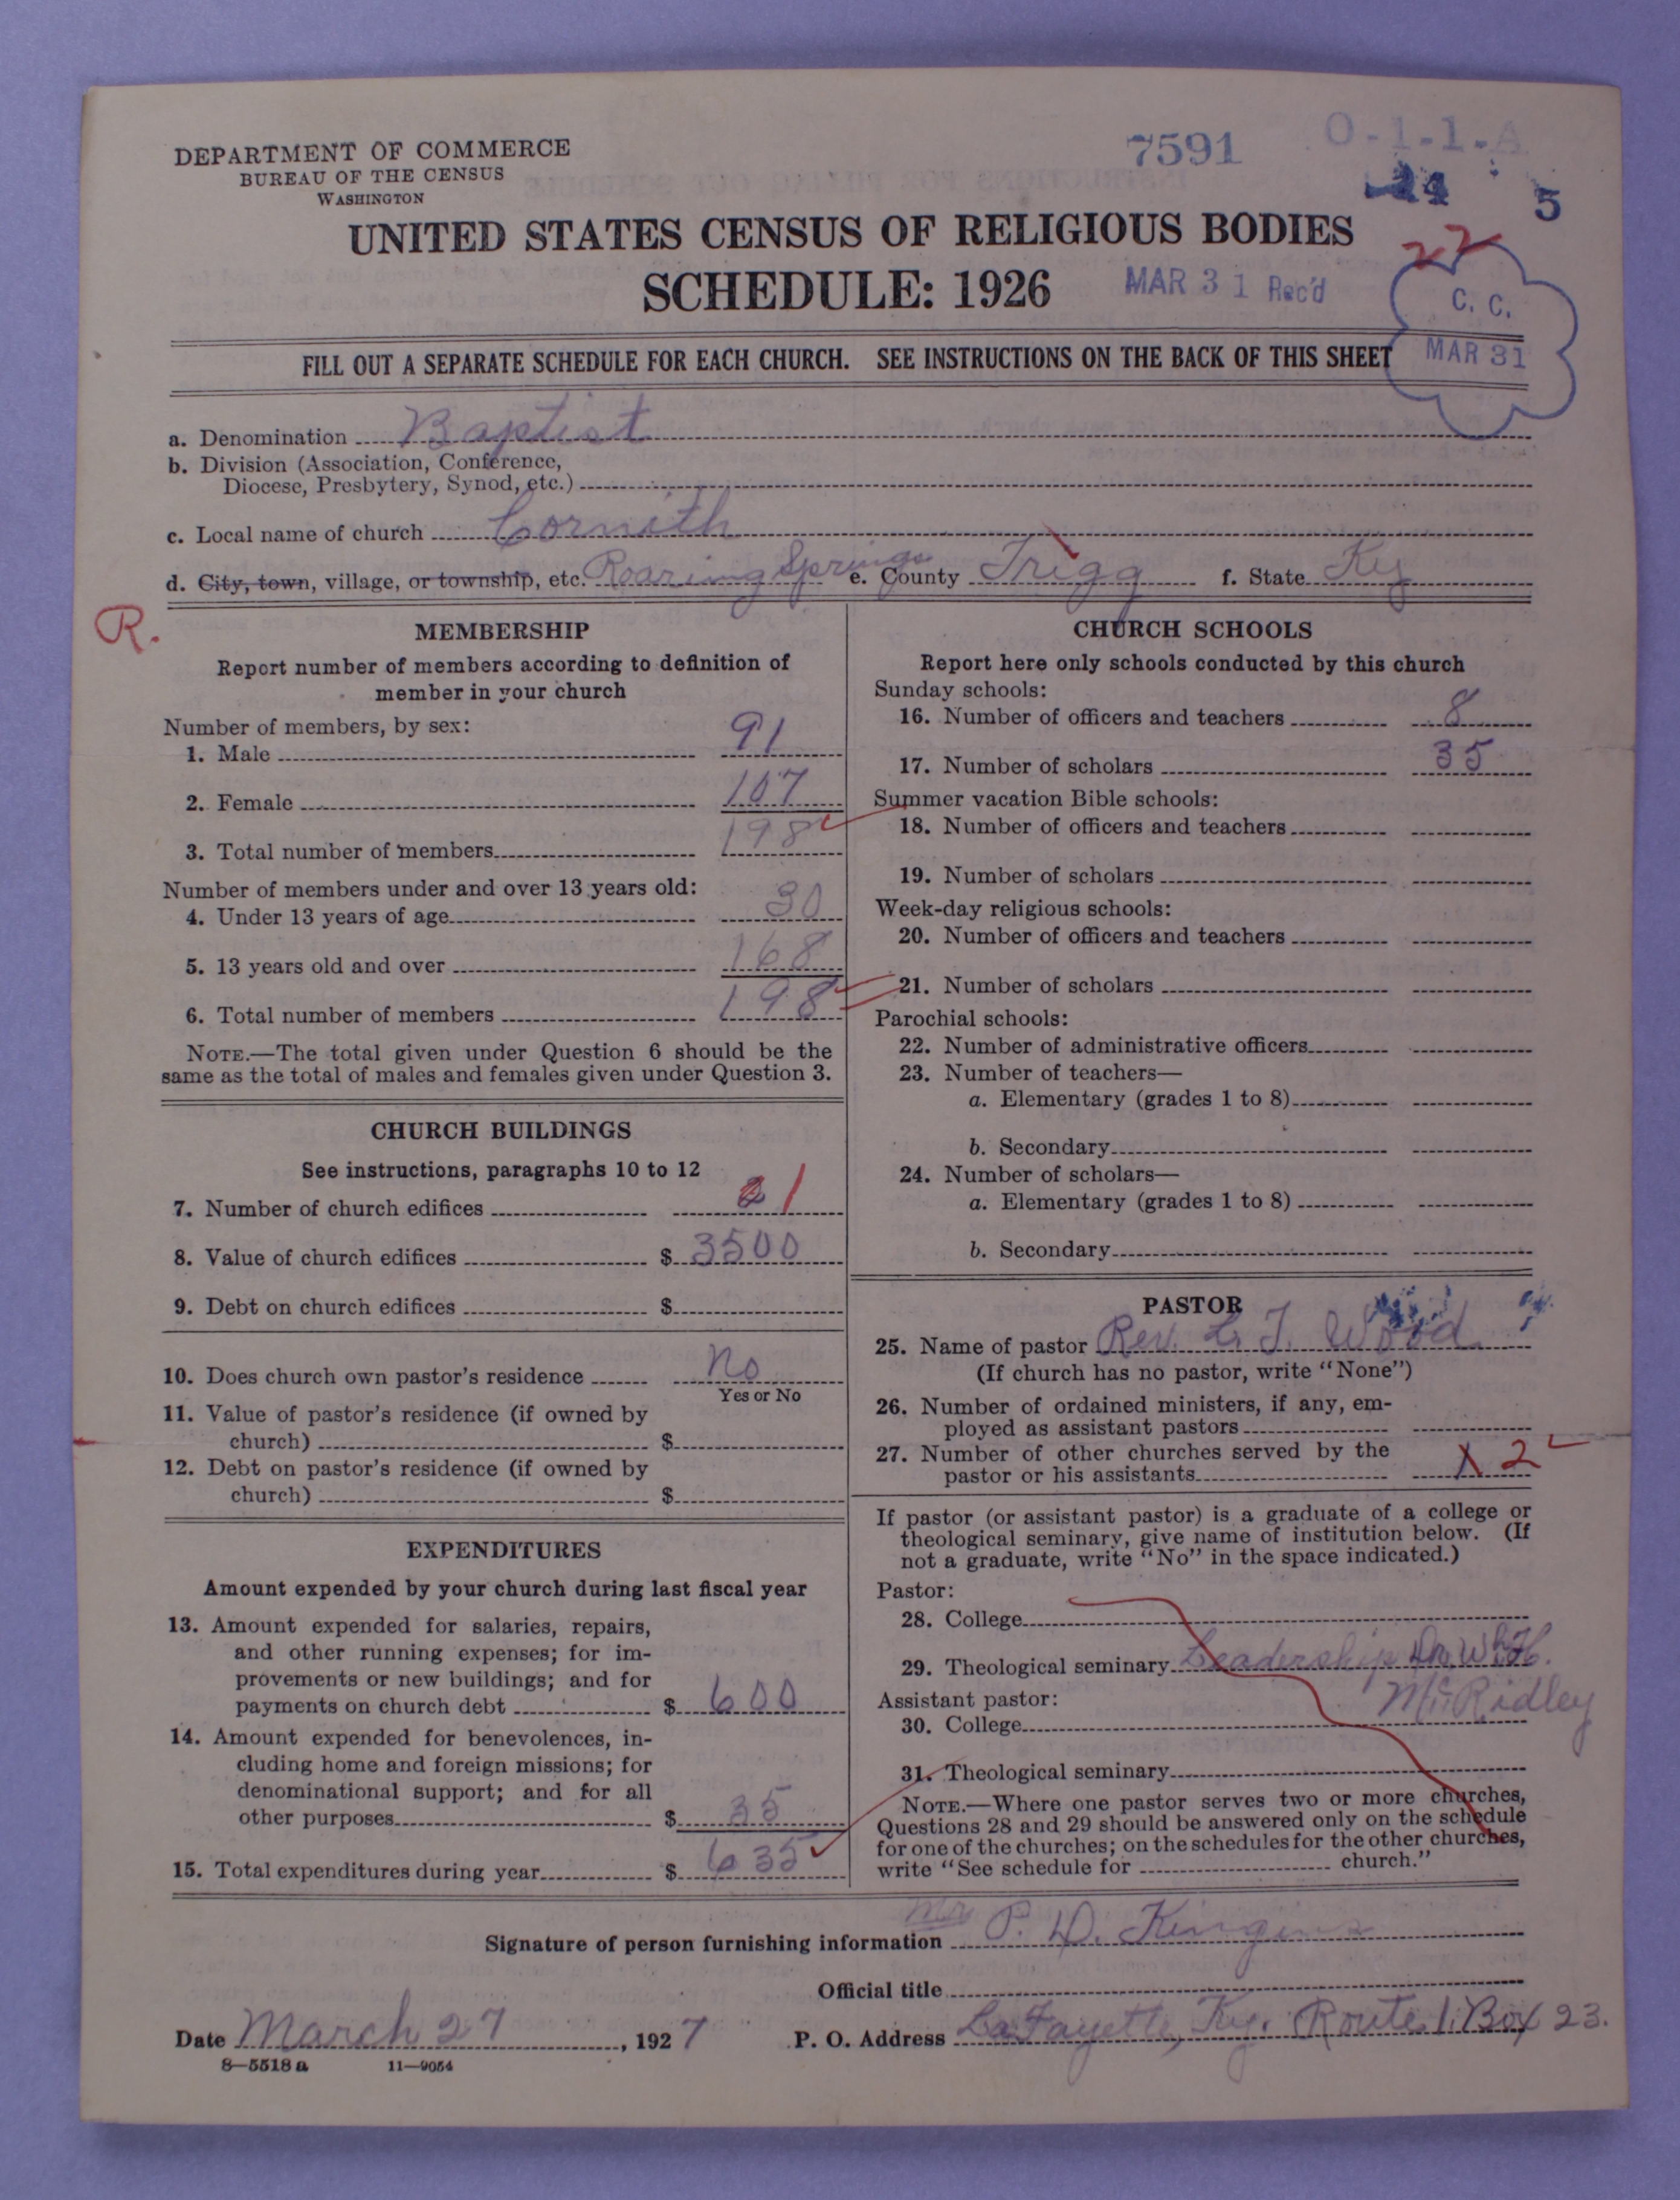 DEPARTMENT OF COMMERCE
BUREAU OF THE CENSUS
WASHINGTON
7591
O-1-1-A
24
5
UNITED STATES CENSUS OF RELIGIOUS BODIES
22
SCHEDULE: 1926
MAR 31 Rec'd
C. C.
MAR 31
FILL OUT A SEPARATE SCHEDULE FOR EACH CHURCH. SEE INSTRUCTIONS ON THE BACK OF THIS SHEET
a. Denomination Baptist
b. Division (Association, Conference,
Diocese, Presbytery, Synod, etc.)
c. Local name of church Cornith
d. City, town, village, or township, etc. Roaring Springs e. County Trigg f. State Ky
R.
MEMBERSHIP
Report number of members according to definition of
member in your church
Number of members, by sex:
1. Male 91
2. Female 107
3. Total number of members 198
Number of members under and over 13 years old:
4. Under 13 years of age 30
5. 13 years old and over 168
6. Total number of members 198
NOTE.—The total given under Question 6 should be the
same as the total of males and females given under Question 3.
CHURCH BUILDINGS
See instructions, paragraphs 10 to 12
7. Number of church edifices 1
8. Value of church edifices $ 3500
9. Debt on church edifices $
10. Does church own pastor's residence No
Yes or No
11. Value of pastor's residence (if owned by
church) $
12. Debt on pastor's residence (if owned by
church) $
EXPENDITURES
Amount expended by your church during last fiscal year
13. Amount expended for salaries, repairs,
and other running expenses; for im-
provements or new buildings; and for
payments on church debt $ 600
14. Amount expended for benevolences, in-
cluding home and foreign missions; for
denominational support; and for all
other purposes $ 35
15. Total expenditures during year $ 635
CHURCH SCHOOLS
Report here only schools conducted by this church
Sunday schools:
16. Number of officers and teachers 8
17. Number of scholars 35
Summer vacation Bible schools:
18. Number of officers and teachers
19. Number of scholars
Week-day religious schools:
20. Number of officers and teachers
21. Number of scholars
Parochial schools:
22. Number of administrative officers
23. Number of teachers—
a. Elementary (grades 1 to 8)
b. Secondary
24. Number of scholars—
a. Elementary (grades 1 to 8)
b. Secondary
PASTOR
25. Name of pastor Rev. L. T. Wood
(If church has no pastor, write "None")
26. Number of ordained ministers, if any, em-
ployed as assistant pastors
27. Number of other churches served by the
pastor or his assistants X 2
If pastor (or assistant pastor) is a graduate of a college or
theological seminary, give name of institution below. (If
not a graduate, write "No" in the space indicated.)
Pastor:
28. College
29. Theological seminary Leadership
Assistant pastor:
Ridley
30. College
31. Theological seminary
NOTE.—Where one pastor serves two or more churches,
Questions 28 and 29 should be answered only on the schedule
for one of the churches; on the schedules for the other churches,
write "See schedule for church."
Signature of person furnishing information Mr P. D. Kingins
Official title
Date March 27, 1927 P. O. Address LaFayette, Ky. Route 1. Box 23.
8—5518 a 11—9054